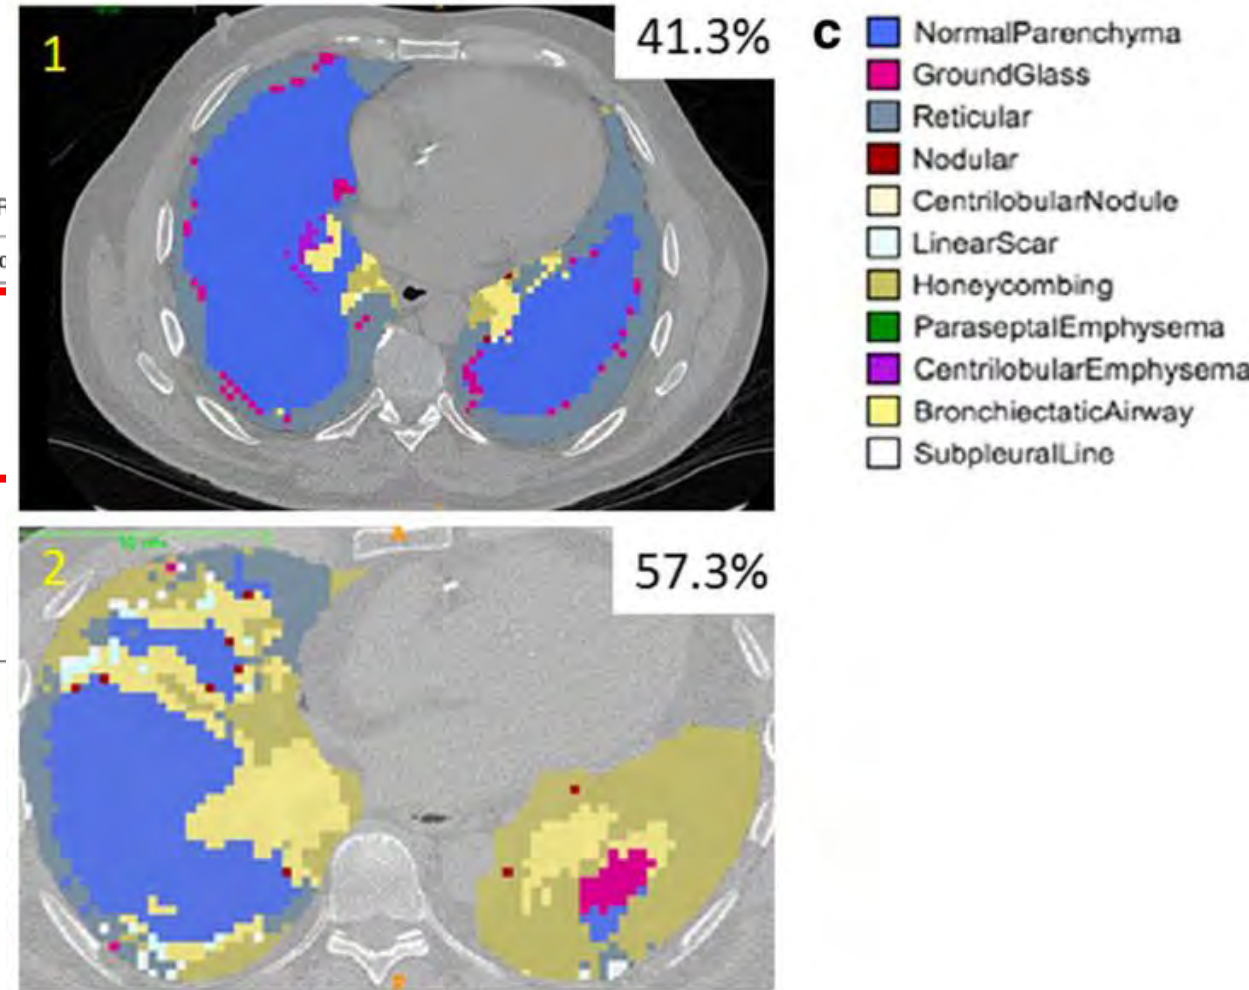 1
41.3%
c
NormalParenchyma
GroundGlass
Reticular
Nodular
CentrilobularNodule
LinearScar
Honeycombing
ParaseptalEmphysema
CentrilobularEmphysema
BronchiectaticAirway
SubpleuralLine
2
57.3%